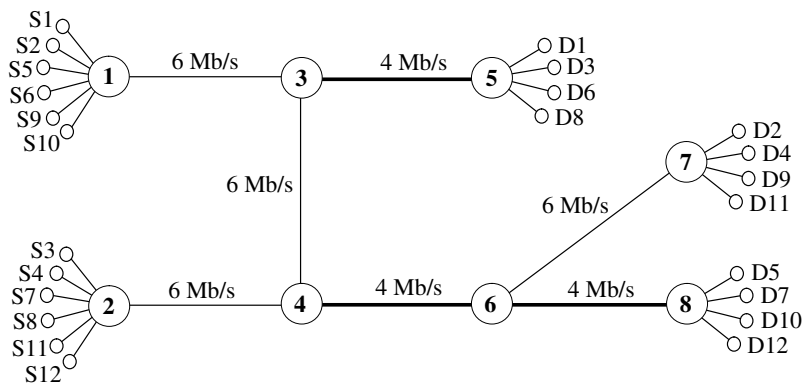 S1
S2
S5
S6
S9
S10
1
6 Mb/s
3
4 Mb/s
5
D1
D3
D6
D8
6 Mb/s
6 Mb/s
7
D2
D4
D9
D11
S3
S4
S7
S8
S11
S12
2
6 Mb/s
4
4 Mb/s
6
4 Mb/s
8
D5
D7
D10
D12